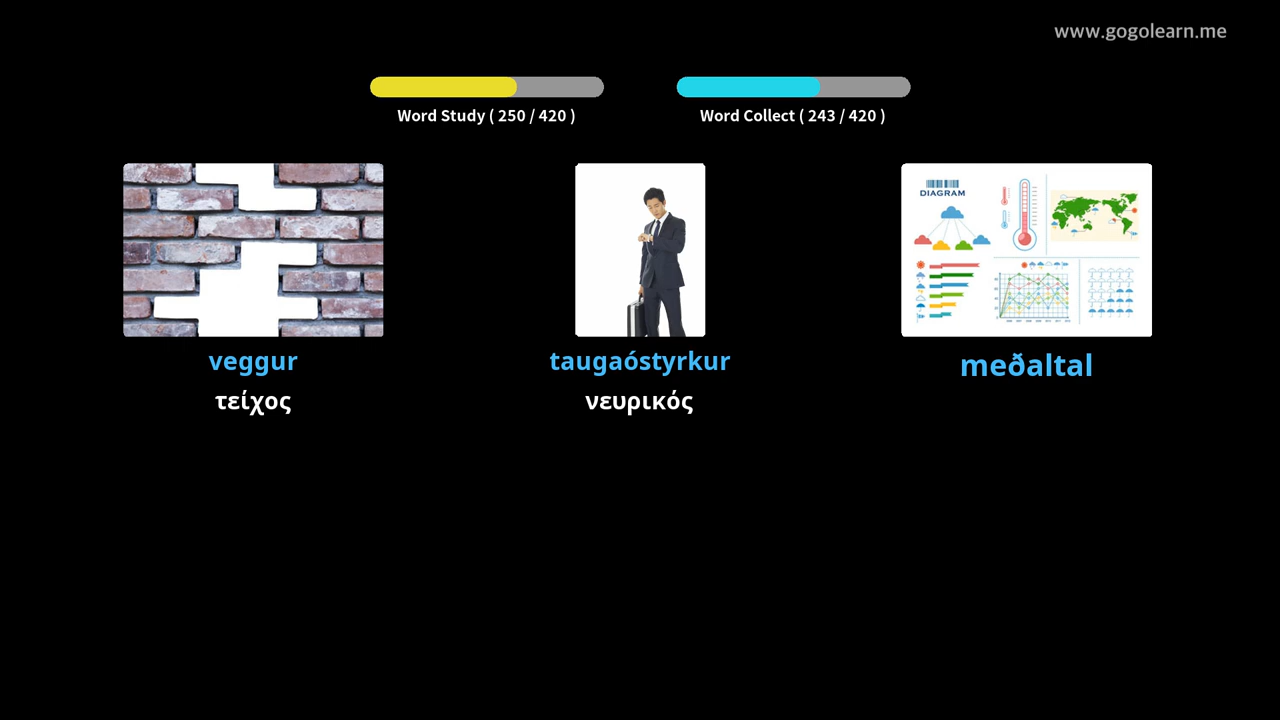 www.gogolearn.me
Word Study ( 250 / 420 )
Word Collect ( 243 / 420 )
DIAGRAM
veggur
taugaóstyrkur
meðaltal
τείχος
νευρικός